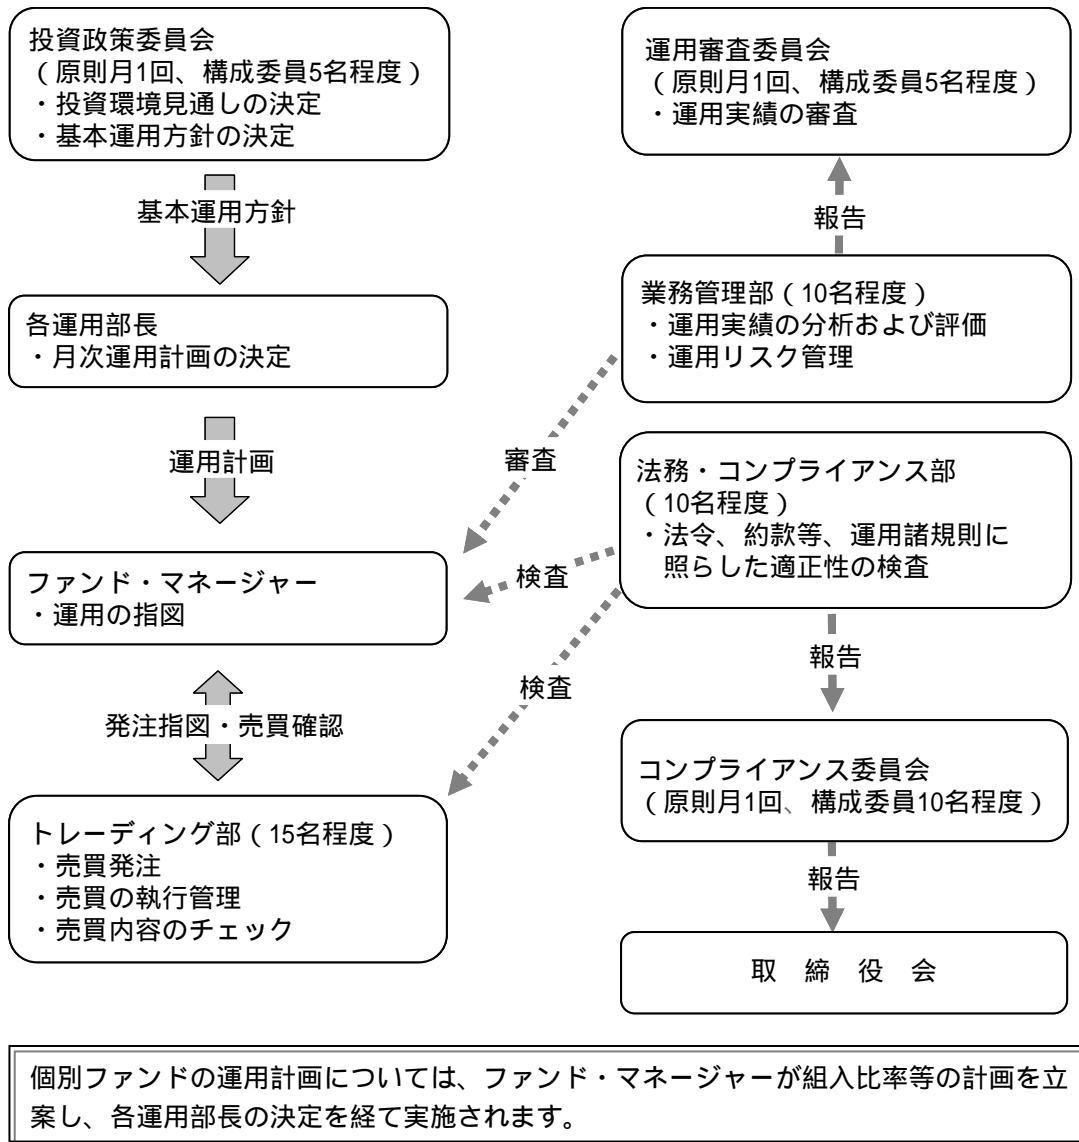 投資政策委員会
（原則月1回、構成委員5名程度）
・投資環境見通しの決定
・基本運用方針の決定
基本運用方針
各運用部長
・月次運用計画の決定
運用計画
ファンド・マネージャー
・運用の指図
発注指図・売買確認
トレーディング部（15名程度）
・売買発注
・売買の執行管理
・売買内容のチェック
運用審査委員会
（原則月1回、構成委員5名程度）
・運用実績の審査
報告
業務管理部（10名程度）
・運用実績の分析および評価
・運用リスク管理
審査
法務・コンプライアンス部
（10名程度）
・法令、約款等、運用諸規則に
照らした適正性の検査
検査
検査
報告
コンプライアンス委員会
（原則月1回、構成委員10名程度）
報告
取　締　役　会
個別ファンドの運用計画については、ファンド・マネージャーが組入比率等の計画を立
案し、各運用部長の決定を経て実施されます。